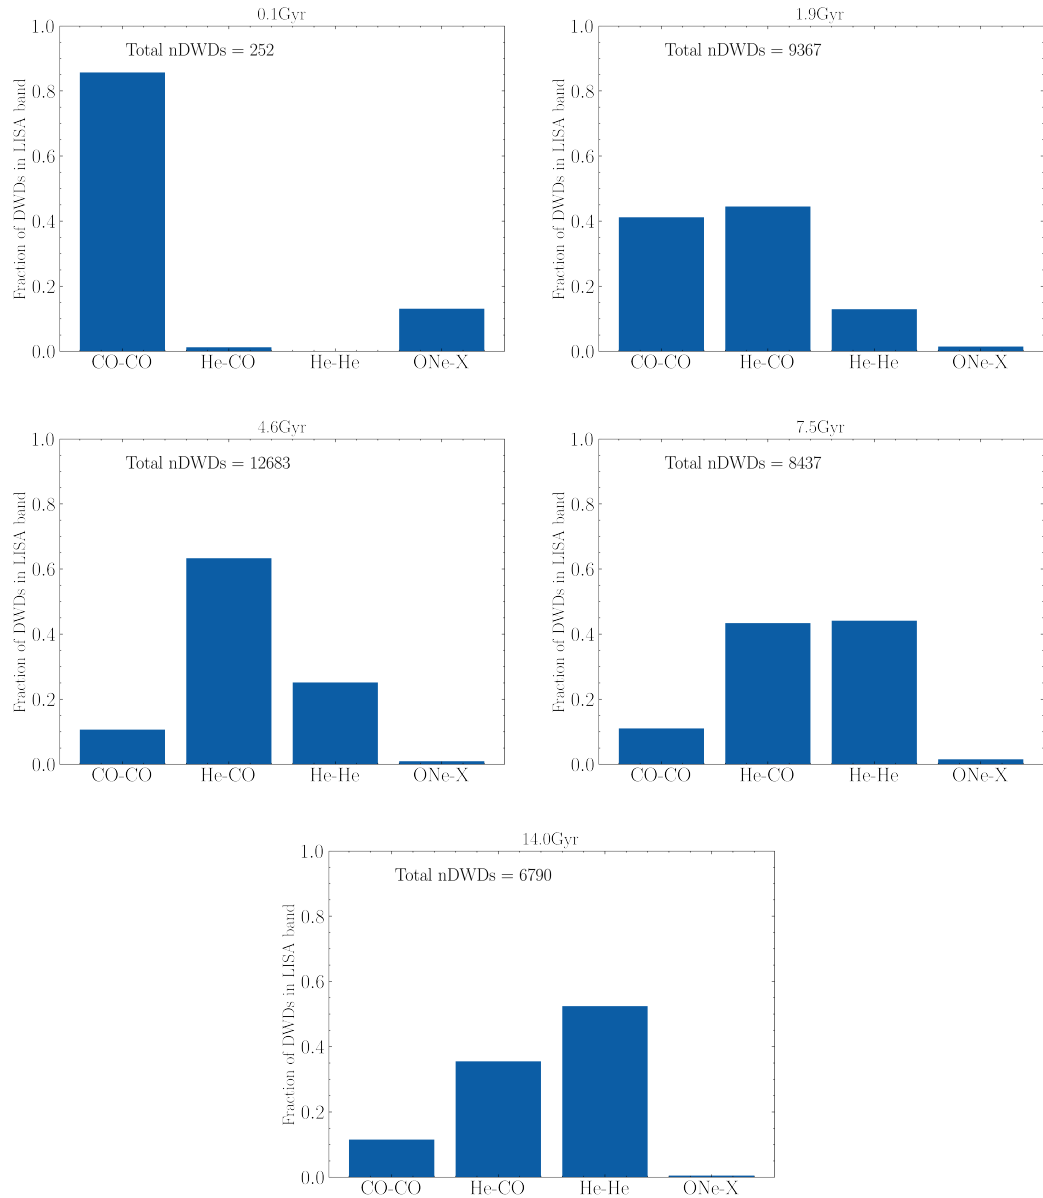 0.1Gyr
Total nDWDs = 252
Fraction of DWDs in LISA band
1.0
0.8
0.6
0.4
0.2
0.0
CO-CO He-CO He-He ONe-X
1.9Gyr
Total nDWDs = 9367
Fraction of DWDs in LISA band
1.0
0.8
0.6
0.4
0.2
0.0
CO-CO He-CO He-He ONe-X
4.6Gyr
Total nDWDs = 12683
Fraction of DWDs in LISA band
1.0
0.8
0.6
0.4
0.2
0.0
CO-CO He-CO He-He ONe-X
7.5Gyr
Total nDWDs = 8437
Fraction of DWDs in LISA band
1.0
0.8
0.6
0.4
0.2
0.0
CO-CO He-CO He-He ONe-X
14.0Gyr
Total nDWDs = 6790
Fraction of DWDs in LISA band
1.0
0.8
0.6
0.4
0.2
0.0
CO-CO He-CO He-He ONe-X